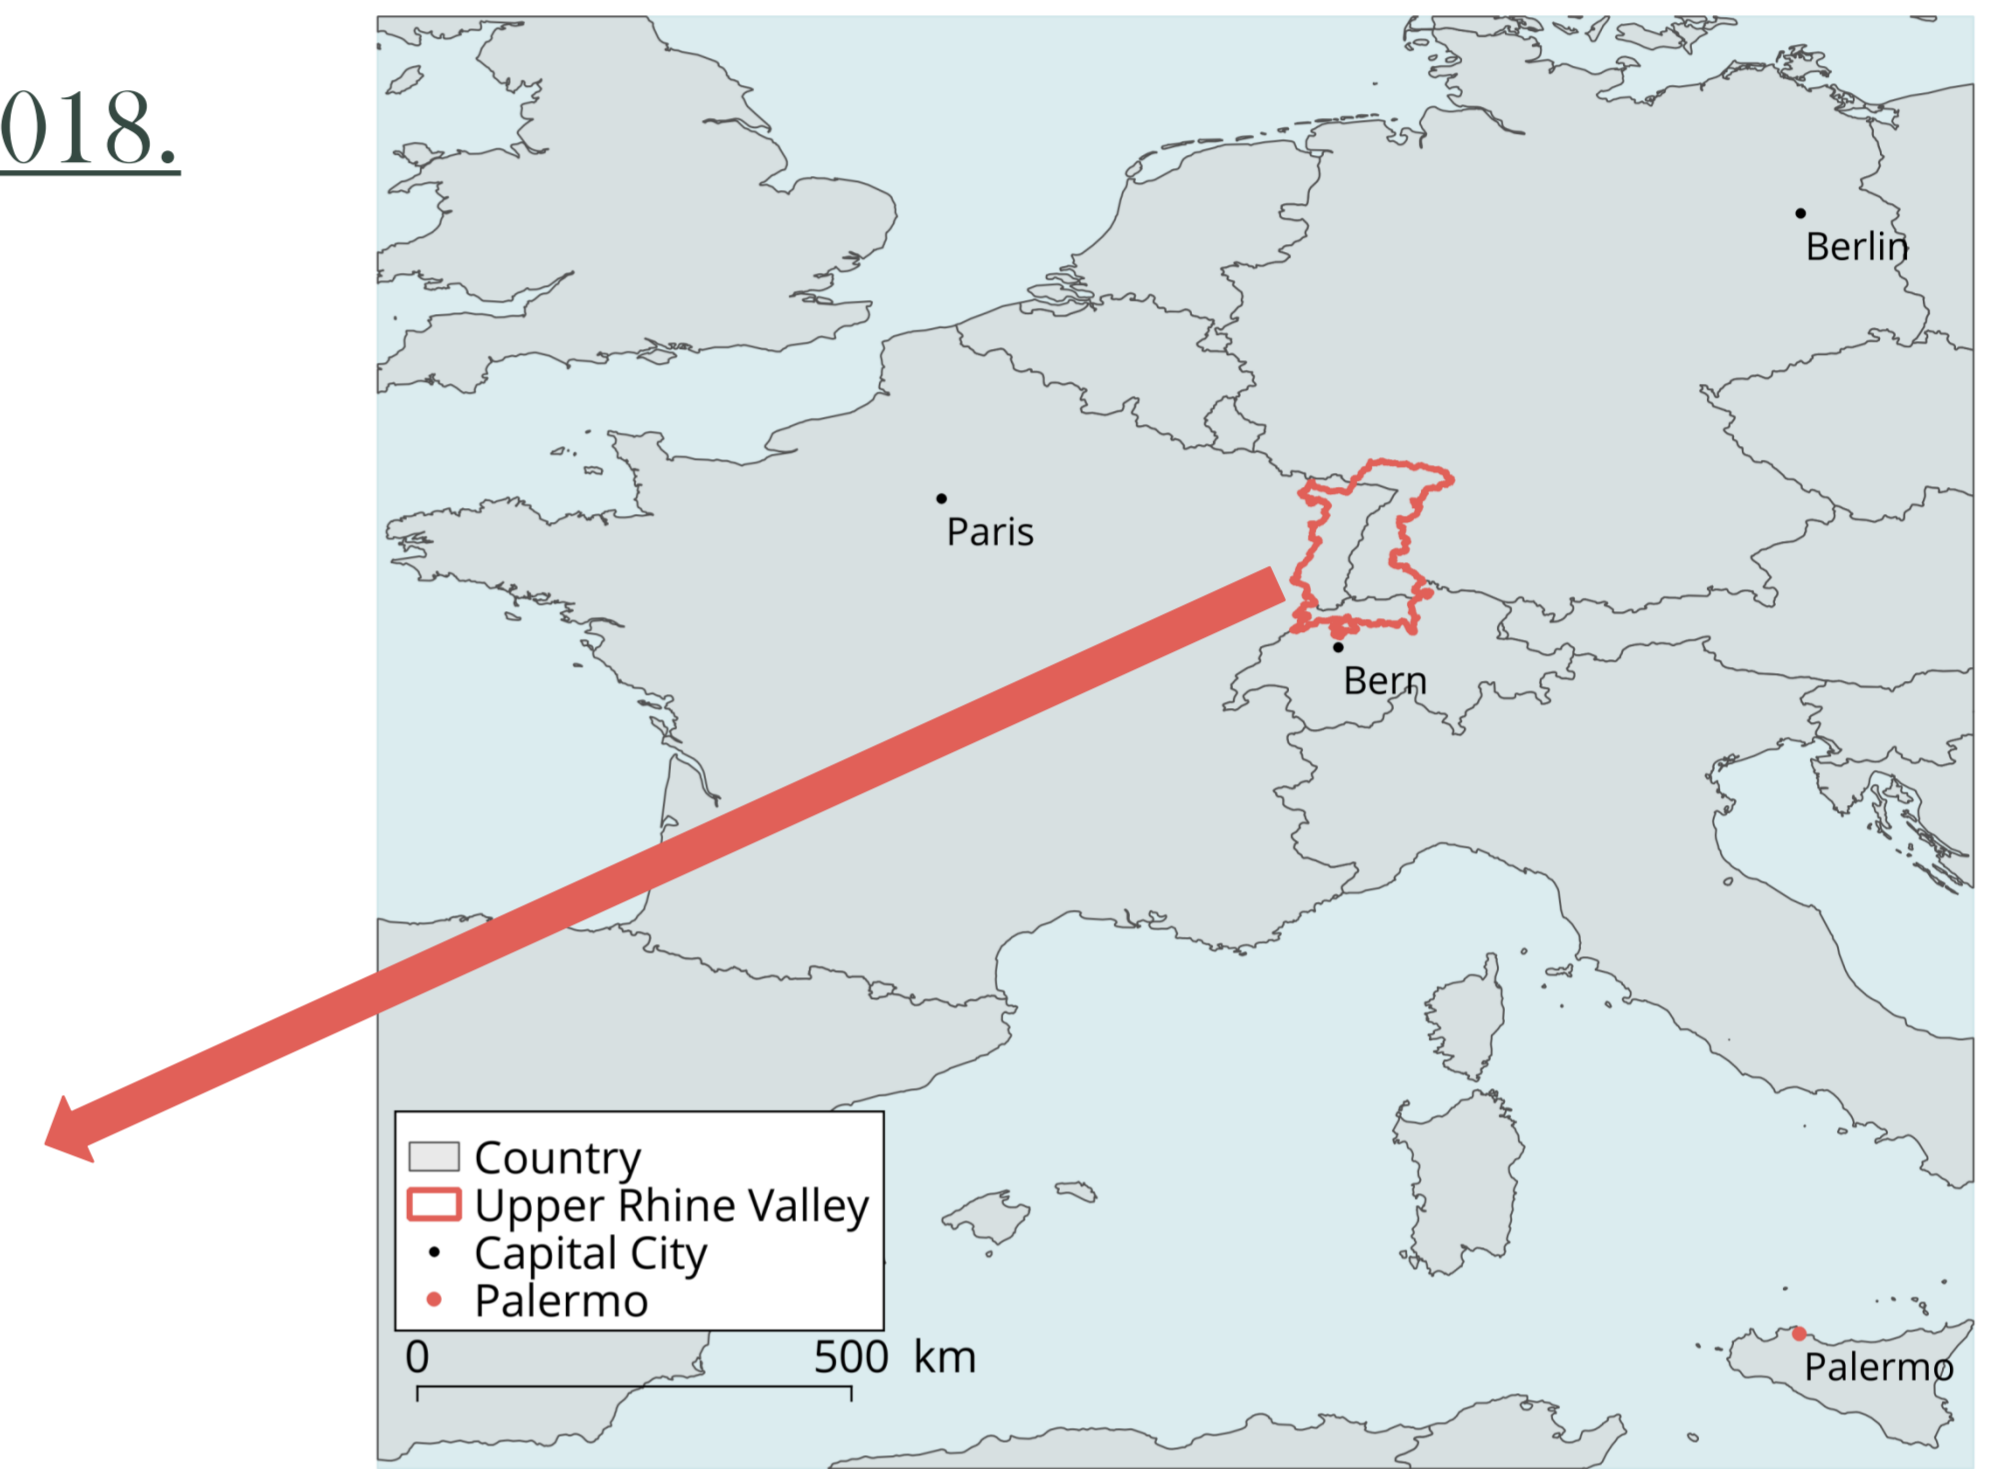 018.
Berlin
Paris
Bern
Country
Upper Rhine Valley
Capital City
Palermo
0 500 km
Palermo